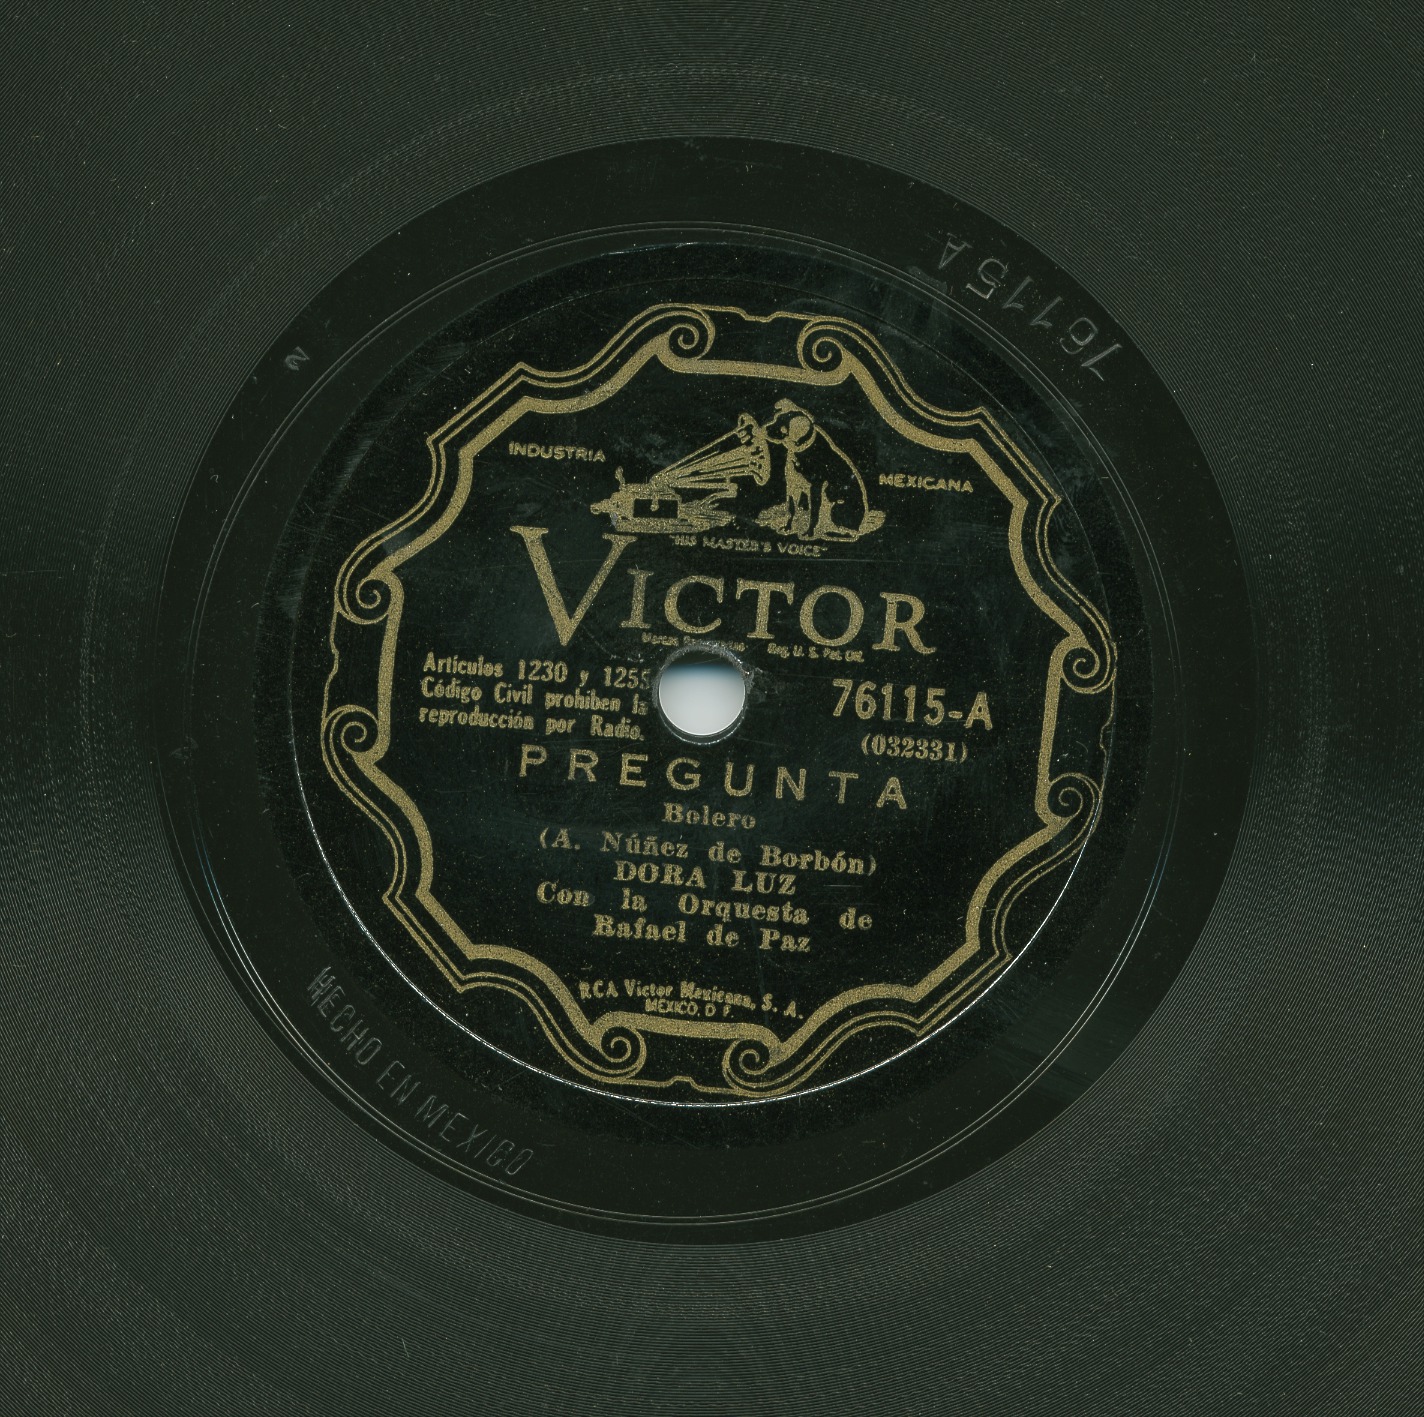 INDUSTRIA MEXICANA
"HIS MASTER'S VOICE"
VICTOR
Reg. U. S. Pat. Off.
Artículos 1230 y 1255
Código Civil prohiben la
reproducción por Radio.
76115-A
(032331)
PREGUNTA
Bolero
(A. Núñez de Borbón)
DORA LUZ
Con la Orquesta de
Rafael de Paz
RCA Victor Mexicana, S. A.
MEXICO, D F.
76115A
HECHO EN MEXICO